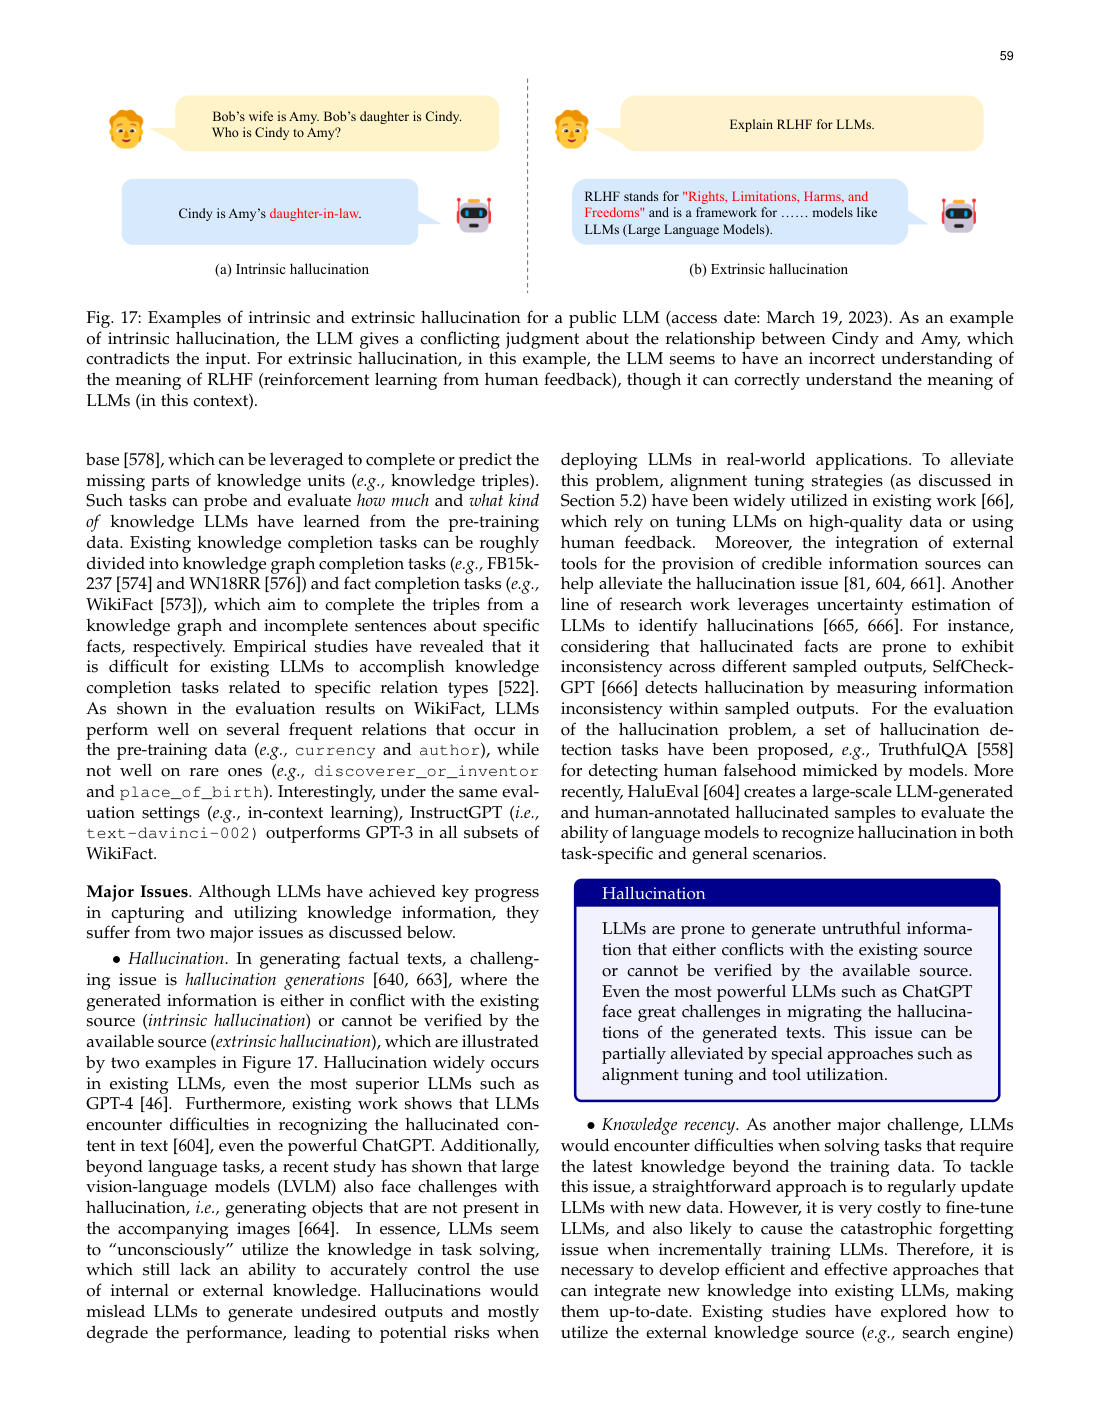 59
Bob's wife is Amy. Bob's daughter is Cindy.
Who is Cindy to Amy?
Cindy is Amy's daughter-in-law.
(a) Intrinsic hallucination
Explain RLHF for LLMs.
RLHF stands for "Rights, Limitations, Harms, and
Freedoms" and is a framework for …… models like
LLMs (Large Language Models).
(b) Extrinsic hallucination
Fig. 17: Examples of intrinsic and extrinsic hallucination for a public LLM (access date: March 19, 2023). As an example
of intrinsic hallucination, the LLM gives a conflicting judgment about the relationship between Cindy and Amy, which
contradicts the input. For extrinsic hallucination, in this example, the LLM seems to have an incorrect understanding of
the meaning of RLHF (reinforcement learning from human feedback), though it can correctly understand the meaning of
LLMs (in this context).
base [578], which can be leveraged to complete or predict the
missing parts of knowledge units (e.g., knowledge triples).
Such tasks can probe and evaluate how much and what kind
of knowledge LLMs have learned from the pre-training
data. Existing knowledge completion tasks can be roughly
divided into knowledge graph completion tasks (e.g., FB15k-
237 [574] and WN18RR [576]) and fact completion tasks (e.g.,
WikiFact [573]), which aim to complete the triples from a
knowledge graph and incomplete sentences about specific
facts, respectively. Empirical studies have revealed that it
is difficult for existing LLMs to accomplish knowledge
completion tasks related to specific relation types [522].
As shown in the evaluation results on WikiFact, LLMs
perform well on several frequent relations that occur in
the pre-training data (e.g., currency and author), while
not well on rare ones (e.g., discoverer_or_inventor
and place_of_birth). Interestingly, under the same eval-
uation settings (e.g., in-context learning), InstructGPT (i.e.,
text-davinci-002) outperforms GPT-3 in all subsets of
WikiFact.
Major Issues. Although LLMs have achieved key progress
in capturing and utilizing knowledge information, they
suffer from two major issues as discussed below.
• Hallucination. In generating factual texts, a challeng-
ing issue is hallucination generations [640, 663], where the
generated information is either in conflict with the existing
source (intrinsic hallucination) or cannot be verified by the
available source (extrinsic hallucination), which are illustrated
by two examples in Figure 17. Hallucination widely occurs
in existing LLMs, even the most superior LLMs such as
GPT-4 [46]. Furthermore, existing work shows that LLMs
encounter difficulties in recognizing the hallucinated con-
tent in text [604], even the powerful ChatGPT. Additionally,
beyond language tasks, a recent study has shown that large
vision-language models (LVLM) also face challenges with
hallucination, i.e., generating objects that are not present in
the accompanying images [664]. In essence, LLMs seem
to “unconsciously” utilize the knowledge in task solving,
which still lack an ability to accurately control the use
of internal or external knowledge. Hallucinations would
mislead LLMs to generate undesired outputs and mostly
degrade the performance, leading to potential risks when
deploying LLMs in real-world applications. To alleviate
this problem, alignment tuning strategies (as discussed in
Section 5.2) have been widely utilized in existing work [66],
which rely on tuning LLMs on high-quality data or using
human feedback. Moreover, the integration of external
tools for the provision of credible information sources can
help alleviate the hallucination issue [81, 604, 661]. Another
line of research work leverages uncertainty estimation of
LLMs to identify hallucinations [665, 666]. For instance,
considering that hallucinated facts are prone to exhibit
inconsistency across different sampled outputs, SelfCheck-
GPT [666] detects hallucination by measuring information
inconsistency within sampled outputs. For the evaluation
of the hallucination problem, a set of hallucination de-
tection tasks have been proposed, e.g., TruthfulQA [558]
for detecting human falsehood mimicked by models. More
recently, HaluEval [604] creates a large-scale LLM-generated
and human-annotated hallucinated samples to evaluate the
ability of language models to recognize hallucination in both
task-specific and general scenarios.
Hallucination
LLMs are prone to generate untruthful informa-
tion that either conflicts with the existing source
or cannot be verified by the available source.
Even the most powerful LLMs such as ChatGPT
face great challenges in migrating the hallucina-
tions of the generated texts. This issue can be
partially alleviated by special approaches such as
alignment tuning and tool utilization.
• Knowledge recency. As another major challenge, LLMs
would encounter difficulties when solving tasks that require
the latest knowledge beyond the training data. To tackle
this issue, a straightforward approach is to regularly update
LLMs with new data. However, it is very costly to fine-tune
LLMs, and also likely to cause the catastrophic forgetting
issue when incrementally training LLMs. Therefore, it is
necessary to develop efficient and effective approaches that
can integrate new knowledge into existing LLMs, making
them up-to-date. Existing studies have explored how to
utilize the external knowledge source (e.g., search engine)